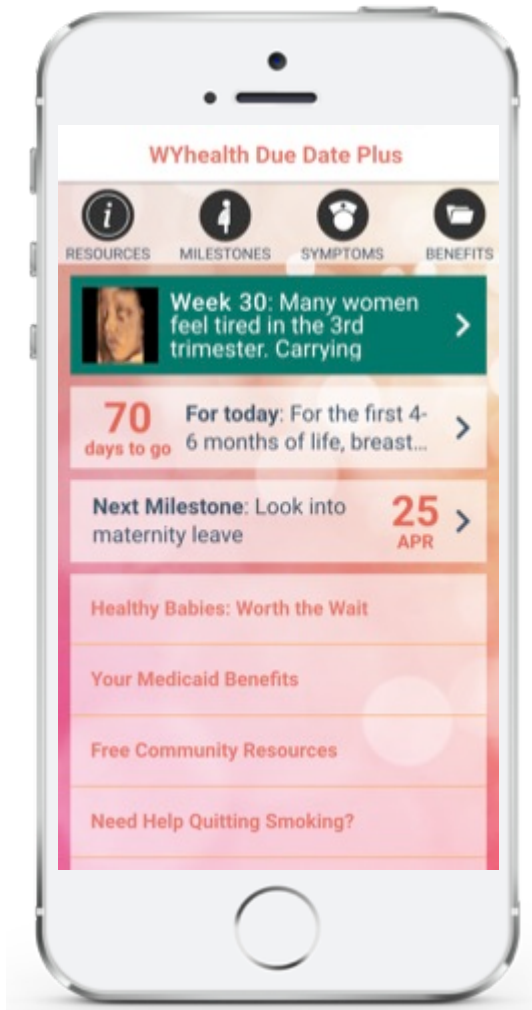 WYhealth Due Date Plus
RESOURCES MILESTONES SYMPTOMS BENEFITS
Week 30: Many women
feel tired in the 3rd
trimester. Carrying
70
days to go
For today: For the first 4-
6 months of life, breast...
Next Milestone: Look into
maternity leave
25
APR
Healthy Babies: Worth the Wait
Your Medicaid Benefits
Free Community Resources
Need Help Quitting Smoking?